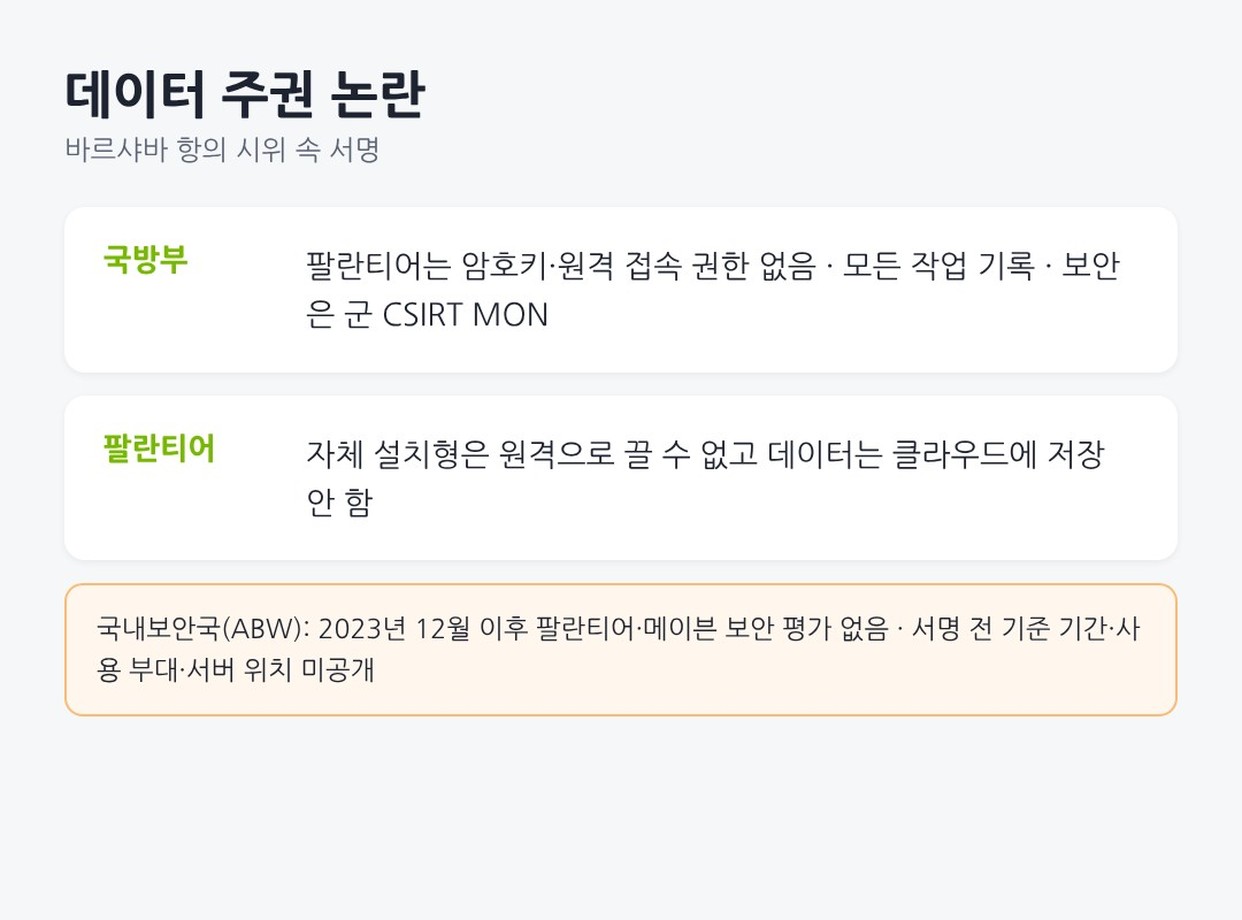 데이터 주권 논란
바르샤바 항의 시위 속 서명
국방부
팔란티어는 암호키·원격 접속 권한 없음 · 모든 작업 기록 · 보안
은 군 CSIRT MON
팔란티어
자체 설치형은 원격으로 끌 수 없고 데이터는 클라우드에 저장
안 함
국내보안국(ABW): 2023년 12월 이후 팔란티어·메이븐 보안 평가 없음 · 서명 전 기준 기간·사
용 부대·서버 위치 미공개